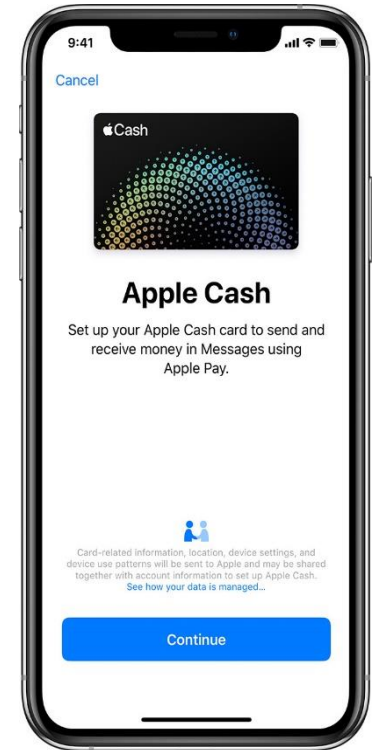 9:41
Cancel
Cash
Apple Cash
Set up your Apple Cash card to send and
receive money in Messages using
Apple Pay.
Card-related information, location, device settings, and
device use patterns will be sent to Apple and may be shared
together with account information to set up Apple Cash.
See how your data is managed...
Continue